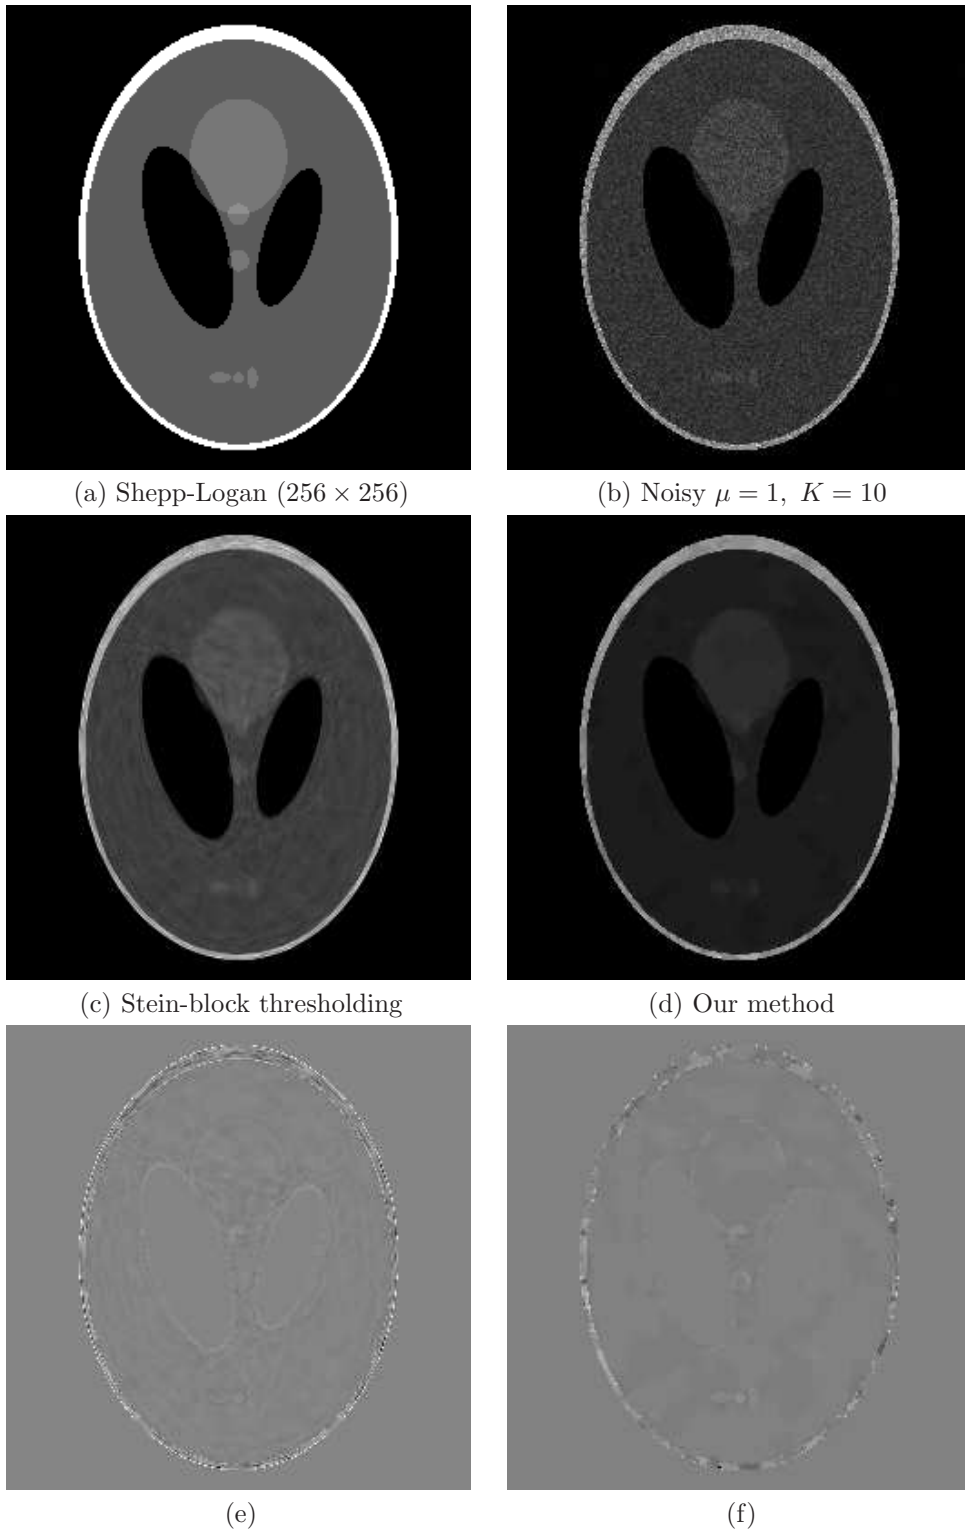 (a) Shepp-Logan (256 × 256)
(b) Noisy μ = 1, K = 10
(c) Stein-block thresholding
(d) Our method
(e)
(f)